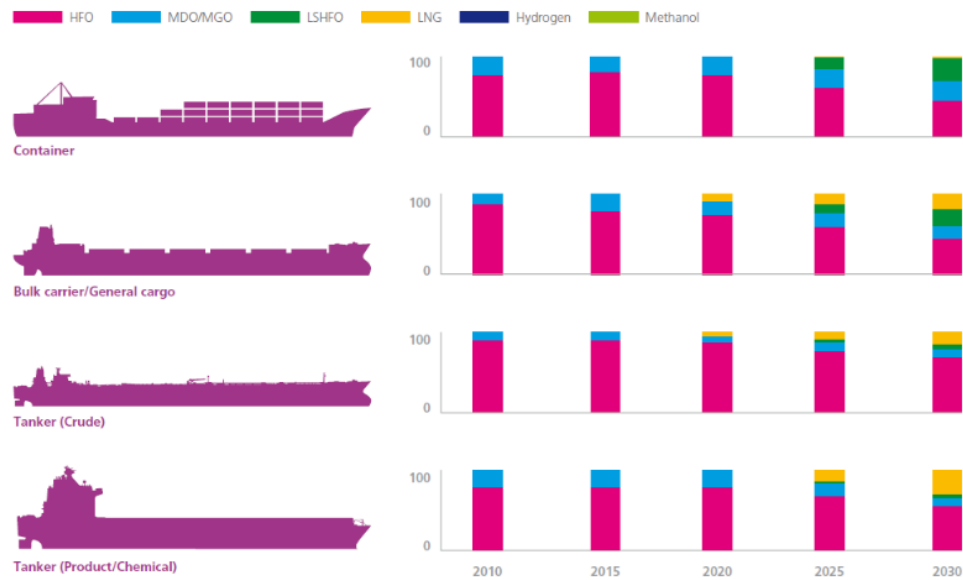 HFO MDO/MGO LSHFO LNG Hydrogen Methanol
100
0
Container
100
0
Bulk carrier/General cargo
100
0
Tanker (Crude)
100
0
Tanker (Product/Chemical)
2010 2015 2020 2025 2030